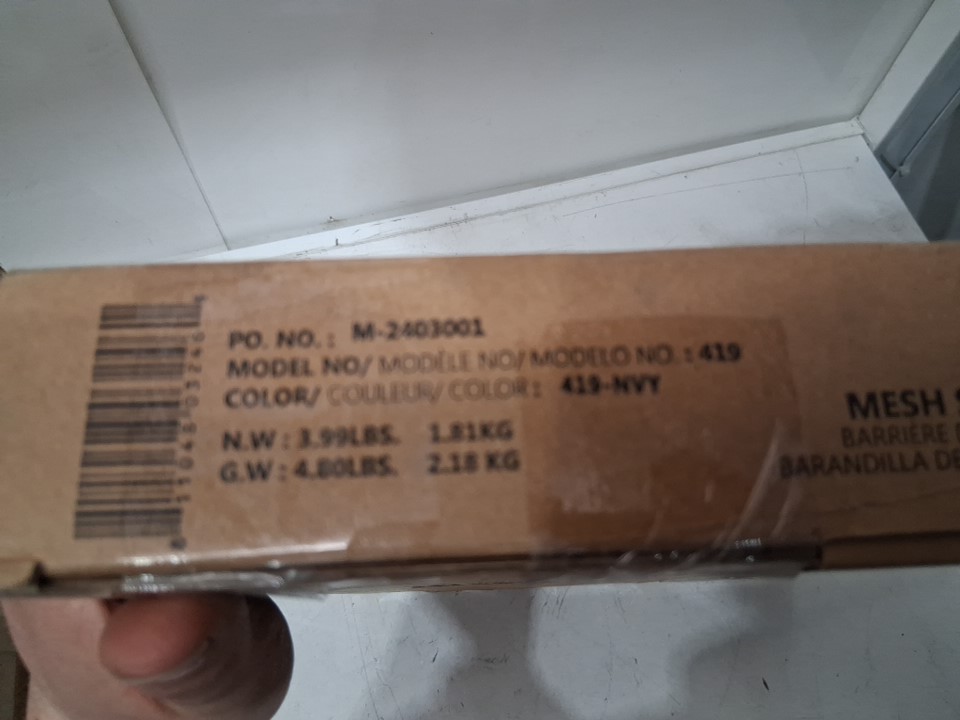 PO. NO. : M-2403001
MODEL NO/ MODÈLE NO/ MODELO NO. : 419
COLOR/ COULEUR/ COLOR : 419-NVY
N.W : 3.99LBS. 1.81KG
G.W : 4.80LBS. 2.18 KG
MESH
BARRIÈRE
BARANDILLA DE